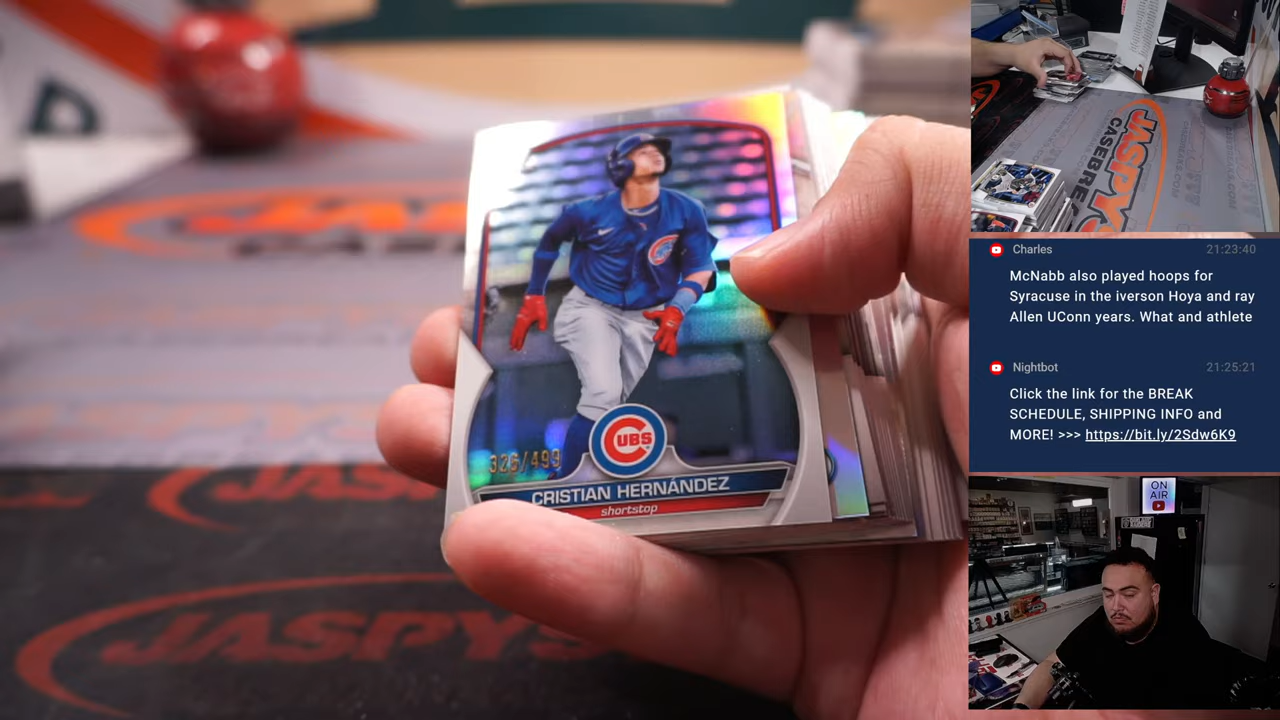 CUBS
326/499
CRISTIAN HERNÁNDEZ
shortstop
JASPYS
JASPYS
JASPYS
CASEBREAKS
Charles 21:23:40
McNabb also played hoops for
Syracuse in the iverson Hoya and ray
Allen UConn years. What and athlete
Nightbot 21:25:21
Click the link for the BREAK
SCHEDULE, SHIPPING INFO and
MORE! >>> https://bit.ly/2Sdw6K9
ON
AIR